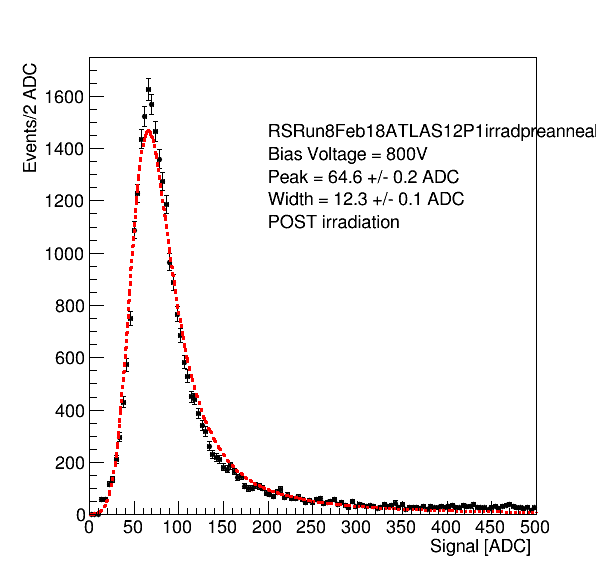 Events/2 ADC
1600
1400
1200
1000
800
600
400
200
0
RSRun8Feb18ATLAS12P1irradpreanneal
Bias Voltage = 800V
Peak = 64.6 +/- 0.2 ADC
Width = 12.3 +/- 0.1 ADC
POST irradiation
0 50 100 150 200 250 300 350 400 450 500
Signal [ADC]